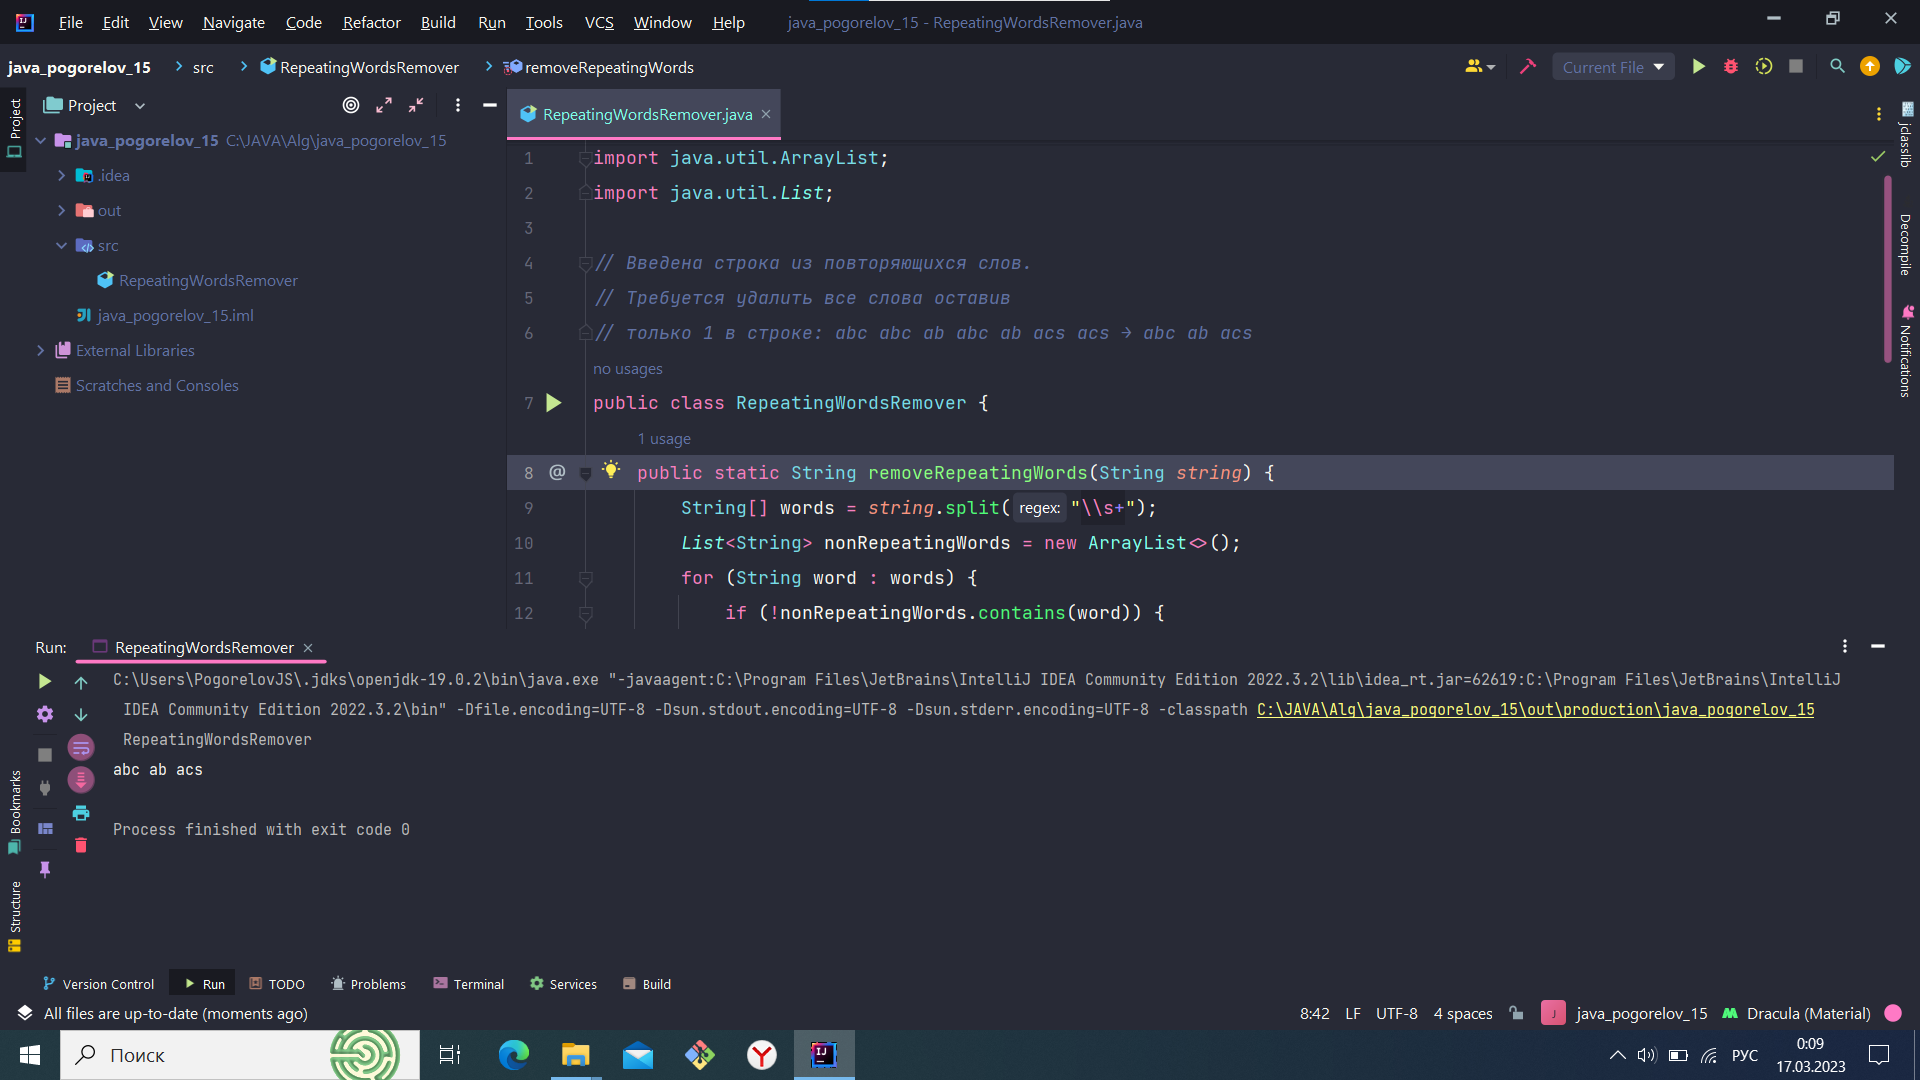 File Edit View Navigate Code Refactor Build Run Tools VCS Window Help java_pogorelov_15 - RepeatingWordsRemover.java
java_pogorelov_15 src RepeatingWordsRemover removeRepeatingWords Current File
Project
Project
java_pogorelov_15 C:\JAVA\Alg\java_pogorelov_15
.idea
out
src
RepeatingWordsRemover
java_pogorelov_15.iml
External Libraries
Scratches and Consoles
Bookmarks
Structure
RepeatingWordsRemover.java
1 import java.util.ArrayList;
2 import java.util.List;
3
4 // Введена строка из повторяющихся слов.
5 // Требуется удалить все слова оставив
6 // только 1 в строке: abc abc ab abc ab acs acs → abc ab acs
no usages
7 public class RepeatingWordsRemover {
1 usage
8 @ public static String removeRepeatingWords(String string) {
9 String[] words = string.split( regex: "\\s+");
10 List<String> nonRepeatingWords = new ArrayList<>();
11 for (String word : words) {
12 if (!nonRepeatingWords.contains(word)) {
jclasslib
Decompile
Notifications
Run: RepeatingWordsRemover
C:\Users\PogorelovJS\.jdks\openjdk-19.0.2\bin\java.exe "-javaagent:C:\Program Files\JetBrains\IntelliJ IDEA Community Edition 2022.3.2\lib\idea_rt.jar=62619:C:\Program Files\JetBrains\IntelliJ
IDEA Community Edition 2022.3.2\bin" -Dfile.encoding=UTF-8 -Dsun.stdout.encoding=UTF-8 -Dsun.stderr.encoding=UTF-8 -classpath C:\JAVA\Alg\java_pogorelov_15\out\production\java_pogorelov_15
RepeatingWordsRemover
abc ab acs
Process finished with exit code 0
Version Control Run TODO Problems Terminal Services Build
All files are up-to-date (moments ago) 8:42 LF UTF-8 4 spaces J java_pogorelov_15 Dracula (Material)
Поиск РУС 0:09
17.03.2023